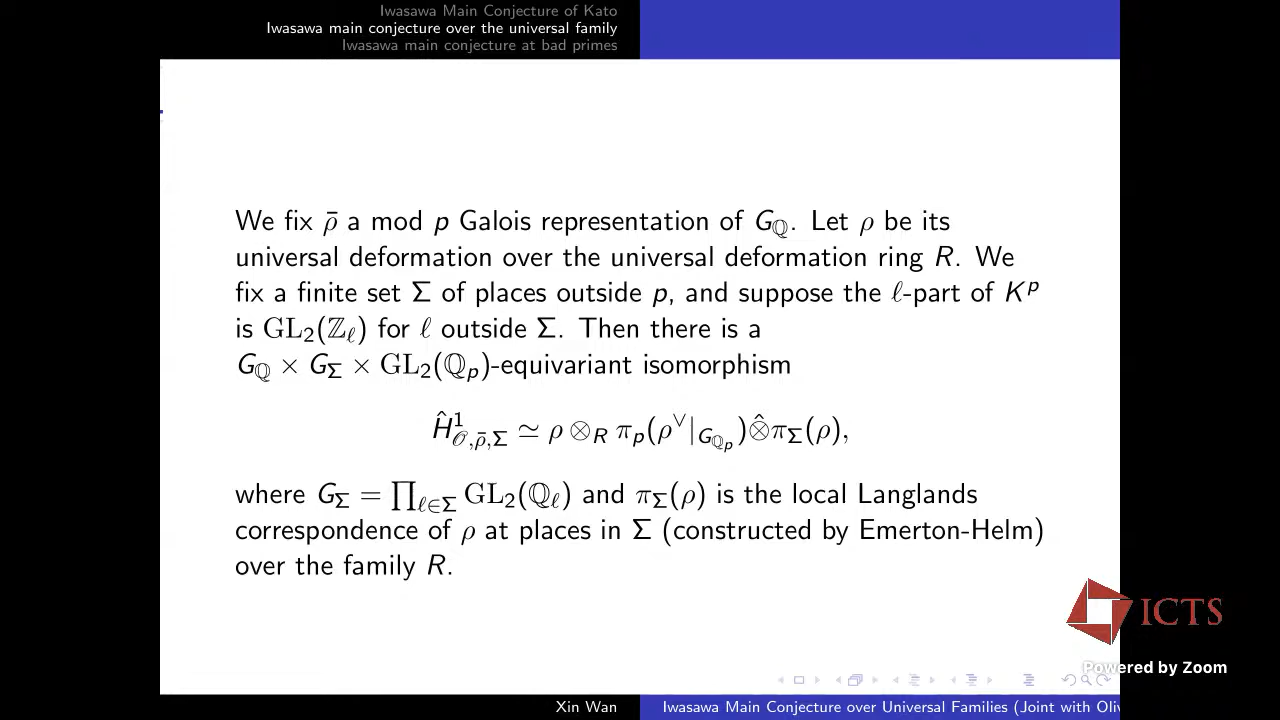 Iwasawa Main Conjecture of Kato
Iwasawa main conjecture over the universal family
Iwasawa main conjecture at bad primes
We fix ρ̄ a mod p Galois representation of G_ℚ. Let ρ be its
universal deformation over the universal deformation ring R. We
fix a finite set Σ of places outside p, and suppose the ℓ-part of K^p
is GL₂(ℤ_ℓ) for ℓ outside Σ. Then there is a
G_ℚ × G_Σ × GL₂(ℚ_p)-equivariant isomorphism
Ĥ¹_{𝒪,ρ̄,Σ} ≃ ρ ⊗_R π_p(ρ^∨|_{G_{ℚ_p}}) ⊗̂ π_Σ(ρ),
where G_Σ = ∏_{ℓ∈Σ} GL₂(ℚ_ℓ) and π_Σ(ρ) is the local Langlands
correspondence of ρ at places in Σ (constructed by Emerton-Helm)
over the family R.
ICTS
Powered by Zoom
Xin Wan
Iwasawa Main Conjecture over Universal Families (Joint with Oliv